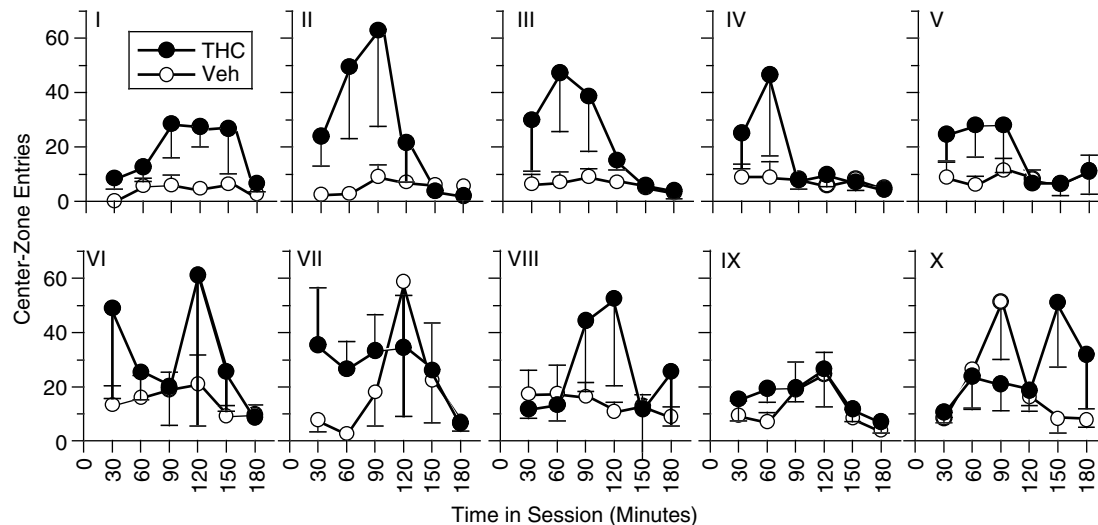 I II III IV V
THC
Veh
60
40
20
0
VI VII VIII IX X
60
40
20
0
Center-Zone Entries
0 30 60 90 120 150 180 0 30 60 90 120 150 180 0 30 60 90 120 150 180 0 30 60 90 120 150 180 0 30 60 90 120 150 180
Time in Session (Minutes)